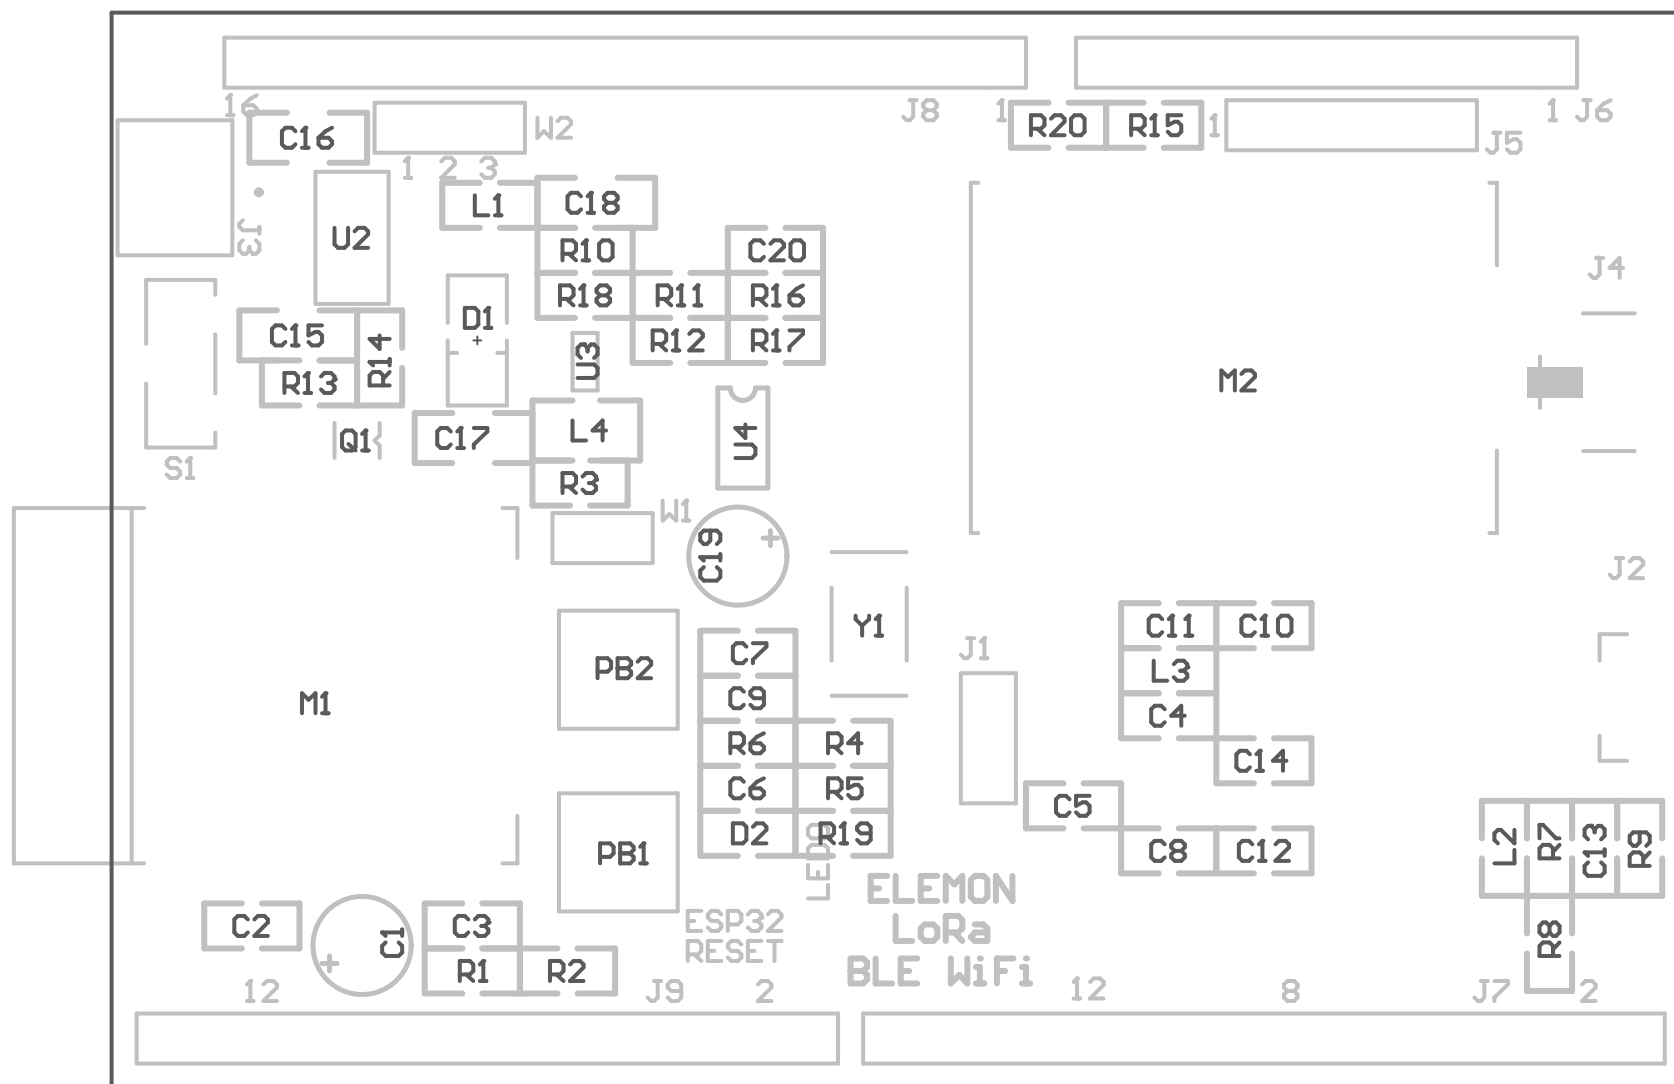 16
C16
W2
J8
1
R20
R15
1
J5
1
J6
1 2 3
L1
C18
J3
U2
R10
C20
R18
R11
R16
J4
C15
R14
D1
+
R12
R17
U3
R13
M2
Q1
C17
L4
U4
S1
R3
W1
C19
+
J2
Y1
C11
C10
J1
C7
PB2
L3
M1
C9
C4
R6
R4
C14
C6
R5
C5
D2
R19
LED0
PB1
C8
C12
L2
R7
C13
R9
ELEMON
LoRa
BLE WiFi
ESP32
RESET
C2
C1
+
C3
R8
R1
R2
12
J9
2
12
8
J7
2